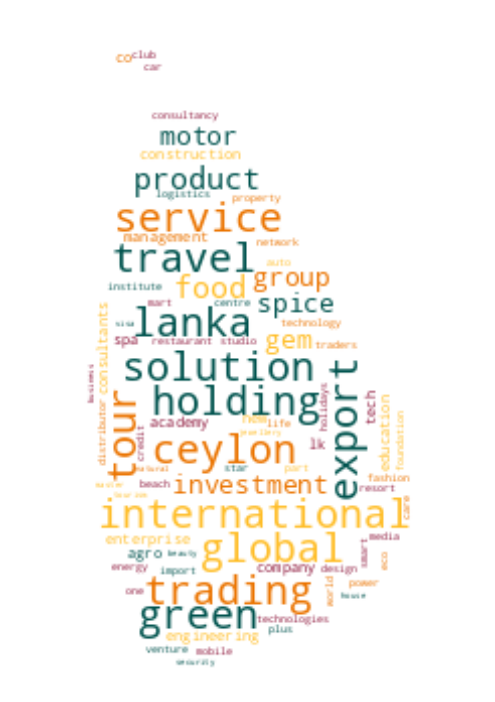 co club
car
consultancy
motor
construction
product
logistics
property
service
management
network
travel
auto
group
institute
food
mart
centre
spice
lanka
visa
technology
spa
restaurant
studio
gem
traders
consultants
solution
business
holding
export
tour
distributor
credit
academy
new
life
jewellery
holidays
lk
tech
education
foundation
ceylon
natural
star
part
fashion
beach
investment
resort
tourism
international
care
enterprise
global
media
smart
eco
agro
beauty
energy
import
company
design
power
world
house
one
trading
green
technologies
plus
engineering
venture
mobile
security